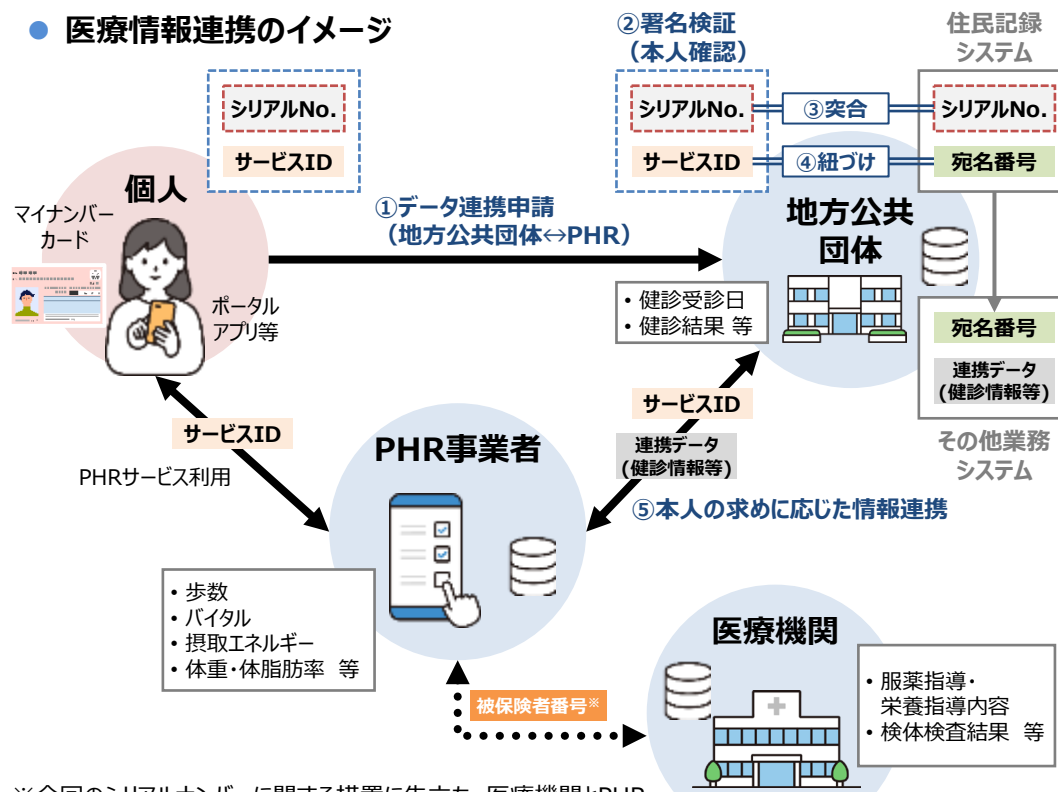 ● 医療情報連携のイメージ
②署名検証
（本人確認）
住民記録
システム
シリアルNo.
サービスID
シリアルNo.
③突合
シリアルNo.
サービスID
④紐づけ
宛名番号
個人
マイナンバー
カード
ポータル
アプリ等
①データ連携申請
（地方公共団体↔PHR）
地方公共
団体
・健診受診日
・健診結果 等
宛名番号
連携データ
(健診情報等)
その他業務
システム
サービスID
PHRサービス利用
サービスID
連携データ
(健診情報等)
⑤本人の求めに応じた情報連携
PHR事業者
・歩数
・バイタル
・摂取エネルギー
・体重・体脂肪率 等
被保険者番号※
医療機関
・服薬指導・
栄養指導内容
・検体検査結果 等